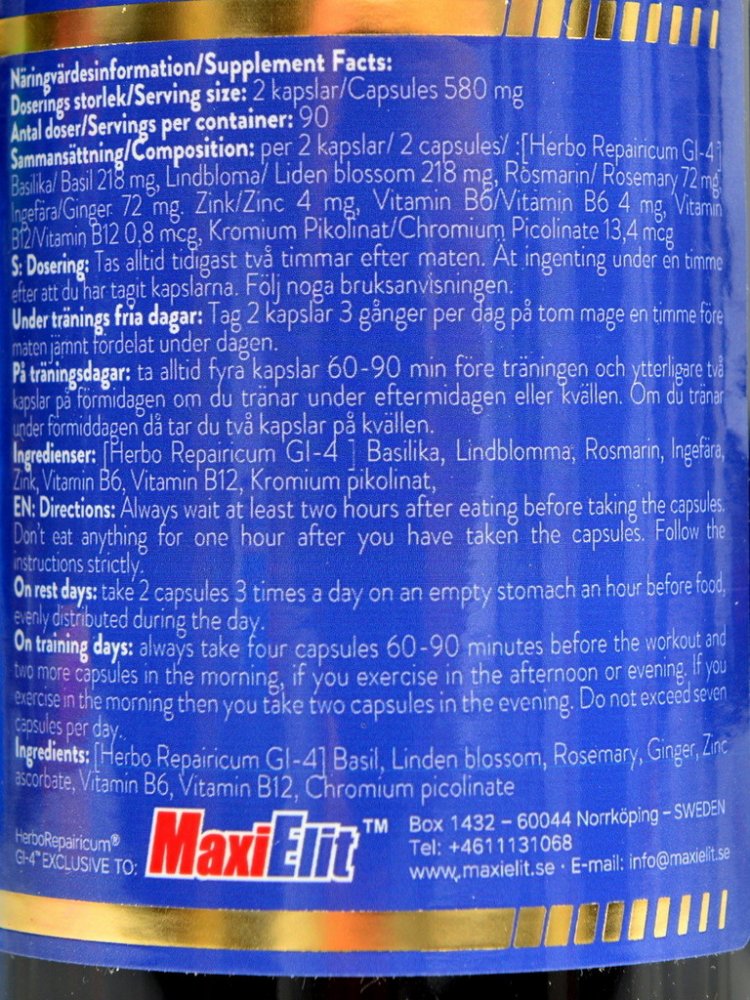 Näringvärdesinformation/Supplement Facts:
Doserings storlek/Serving size: 2 kapslar/Capsules 580 mg
Antal doser/Servings per container: 90
Sammansättning/Composition: per 2 kapslar/ 2 capsules/ :[Herbo Repairicum GI-4]
Basilika/ Basil 218 mg, Lindbloma/ Liden blossom 218 mg, Rosmarin/ Rosemary 72 mg,
Ingefära/Ginger 72 mg. Zink/Zinc 4 mg, Vitamin B6/Vitamin B6 4 mg, Vitamin
B12/Vitamin B12 0,8 mcg, Kromium Pikolinat/Chromium Picolinate 13,4 mcg
S: Dosering: Tas alltid tidigast två timmar efter maten. Ät ingenting under en timme
efter att du har tagit kapslarna. Följ noga bruksanvisningen.
Under tränings fria dagar: Tag 2 kapslar 3 gånger per dag på tom mage en timme före
maten jämnt fördelat under dagen.
På träningsdagar: ta alltid fyra kapslar 60-90 min före träningen och ytterligare två
kapslar på förmidagen om du tränar under eftermidagen eller kvällen. Om du tränar
under förmiddagen då tar du två kapslar på kvällen.
Ingredienser: [Herbo Repairicum GI-4 ] Basilika, Lindblomma, Rosmarin, Ingefära,
Zink, Vitamin B6, Vitamin B12, Kromium pikolinat,
EN: Directions: Always wait at least two hours after eating before taking the capsules.
Don't eat anything for one hour after you have taken the capsules. Follow the
instructions strictly.
On rest days: take 2 capsules 3 times a day on an empty stomach an hour before food,
evenly distributed during the day.
On training days: always take four capsules 60-90 minutes before the workout and
two more capsules in the morning, if you exercise in the afternoon or evening. If you
exercise in the morning then you take two capsules in the evening. Do not exceed seven
capsules per day.
Ingredients: [Herbo Repairicum GI-4] Basil, Linden blossom, Rosemary, Ginger, Zinc
ascorbate, Vitamin B6, Vitamin B12, Chromium picolinate
HerboRepairicum®
GI-4™ EXCLUSIVE TO:
MaxiElit™
Box 1432 – 60044 Norrköping – SWEDEN
Tel: +4611131068
www.maxielit.se · E-mail: info@maxielit.se